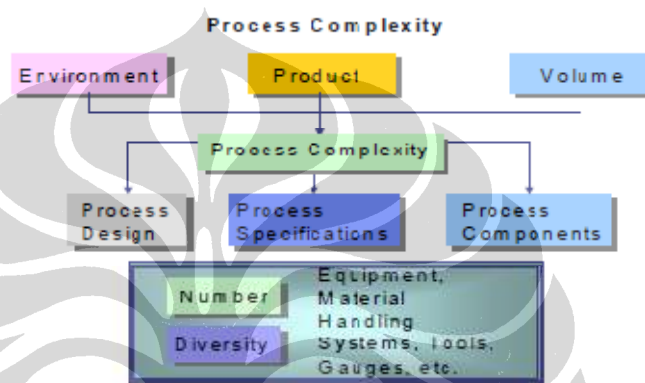 Process Complexity
Environment
Product
Volume
Process Complexity
Process
Design
Process
Specifications
Process
Components
Number
Diversity
Equipment,
Material
Handling
Systems, Tools,
Gauges, etc.